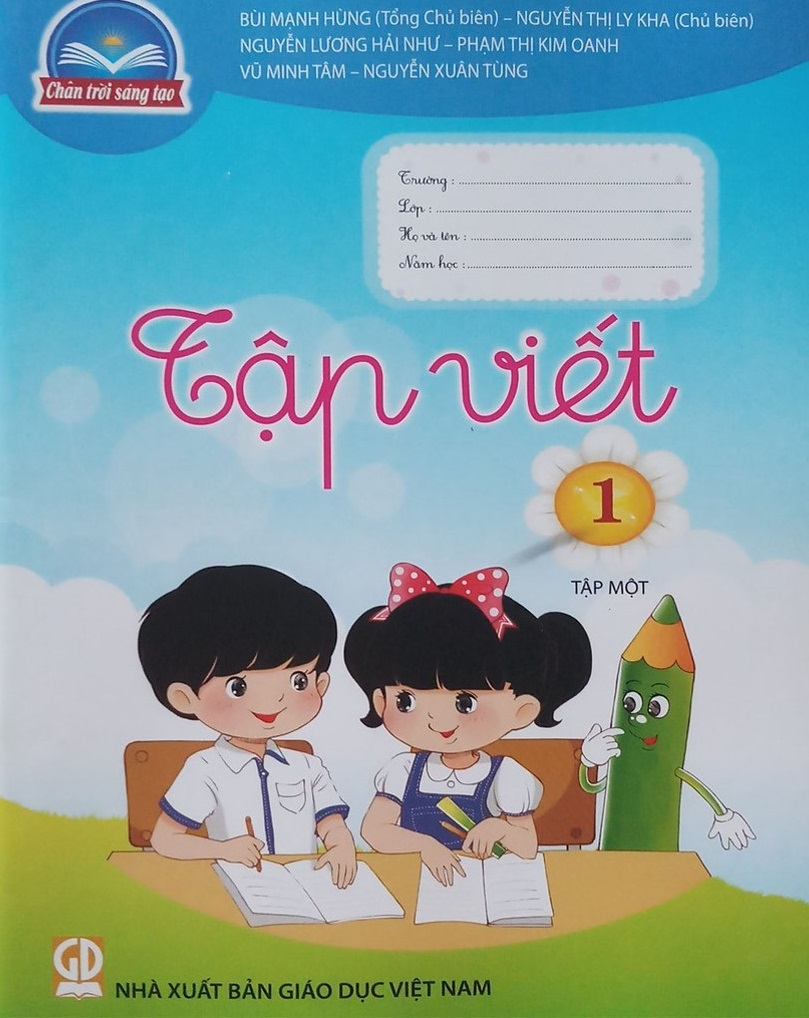 BÙI MẠNH HÙNG (Tổng Chủ biên) – NGUYỄN THỊ LY KHA (Chủ biên)
NGUYỄN LƯƠNG HẢI NHƯ – PHẠM THỊ KIM OANH
VŨ MINH TÂM – NGUYỄN XUÂN TÙNG
Chân trời sáng tạo
Trường :
Lớp :
Họ và tên :
Năm học :
Tập viết
1
TẬP MỘT
GD
NHÀ XUẤT BẢN GIÁO DỤC VIỆT NAM